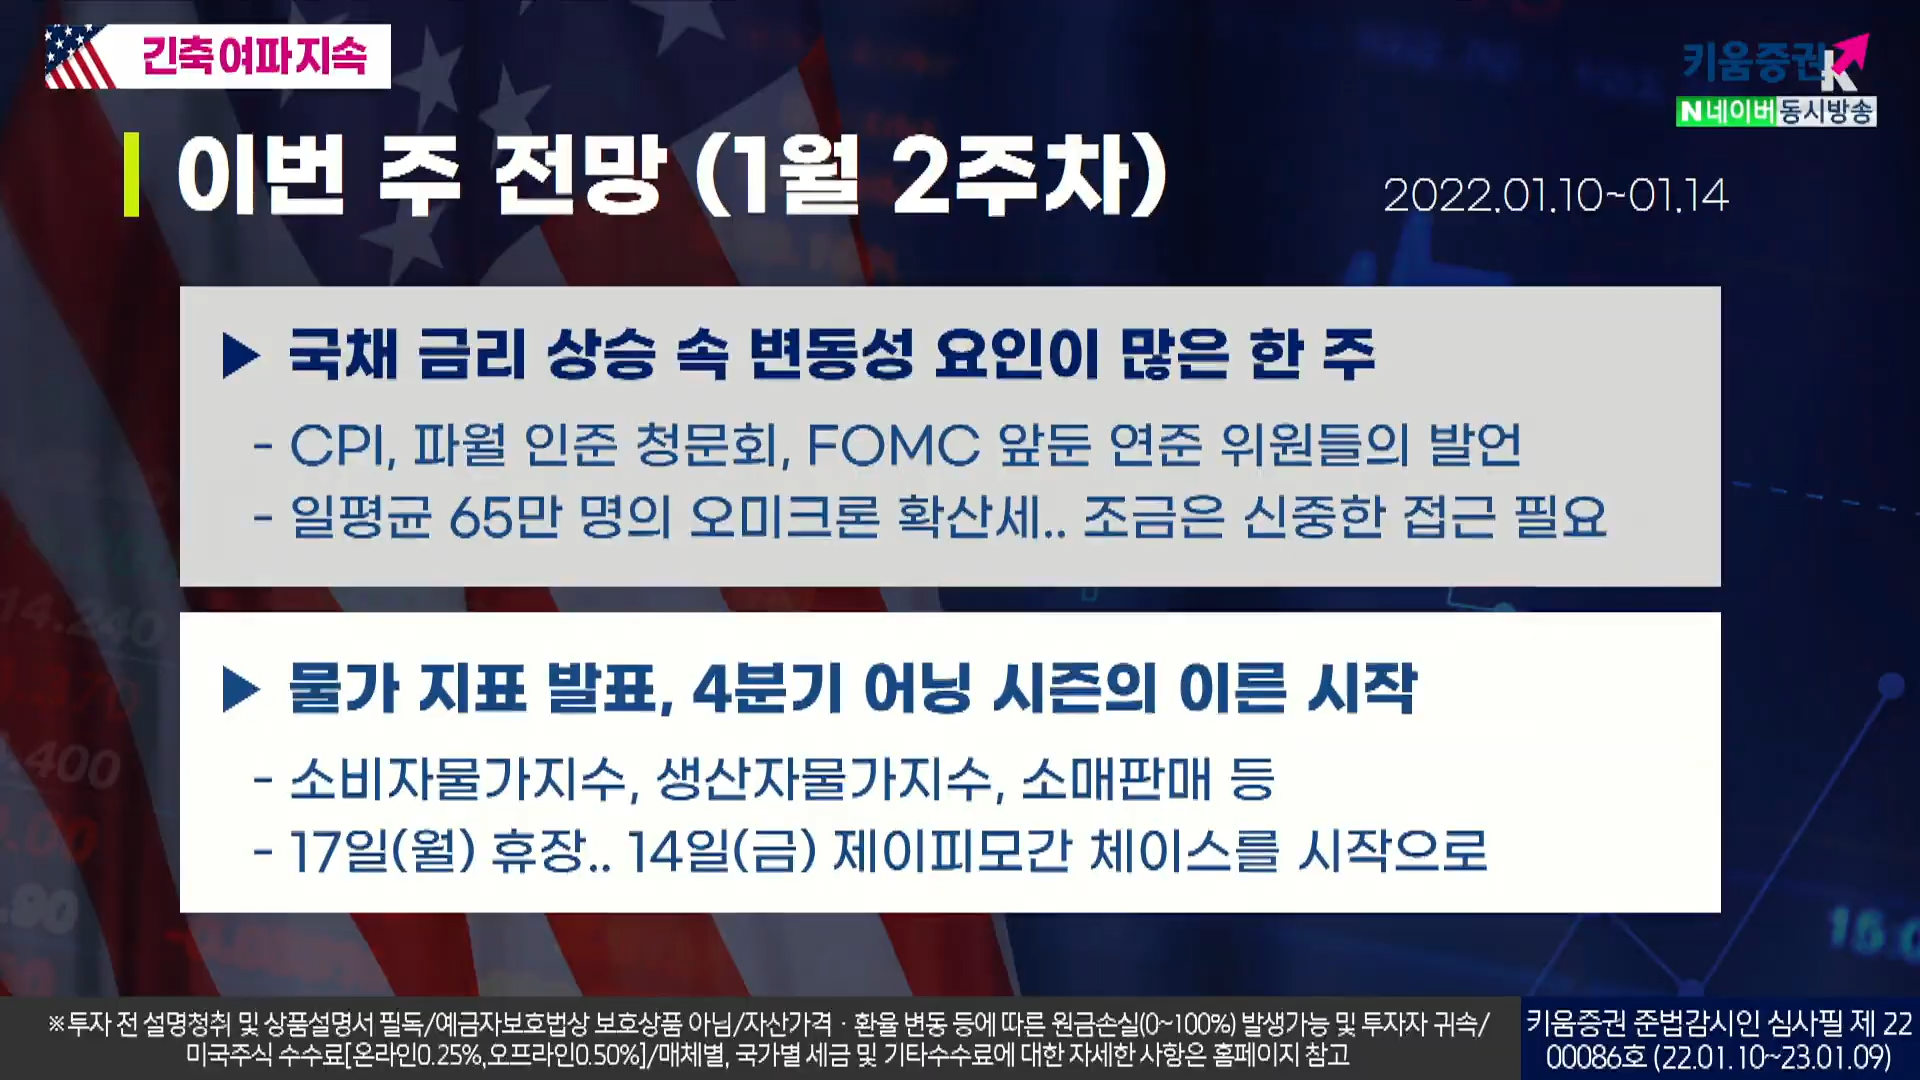 긴축 여파 지속
키움증권
N 네이버 동시방송
이번 주 전망 (1월 2주차)
2022.01.10~01.14
▶ 국채 금리 상승 속 변동성 요인이 많은 한 주
- CPI, 파월 인준 청문회, FOMC 앞둔 연준 위원들의 발언
- 일평균 65만 명의 오미크론 확산세.. 조금은 신중한 접근 필요
▶ 물가 지표 발표, 4분기 어닝 시즌의 이른 시작
- 소비자물가지수, 생산자물가지수, 소매판매 등
- 17일(월) 휴장.. 14일(금) 제이피모간 체이스를 시작으로
14.240
.400
.00
.90
※투자 전 설명청취 및 상품설명서 필독/예금자보호법상 보호상품 아님/자산가격·환율 변동 등에 따른 원금손실(0~100%) 발생가능 및 투자자 귀속/
미국주식 수수료[온라인0.25%,오프라인0.50%]/매체별, 국가별 세금 및 기타수수료에 대한 자세한 사항은 홈페이지 참고
키움증권 준법감시인 심사필 제 22
00086호 (22.01.10~23.01.09)